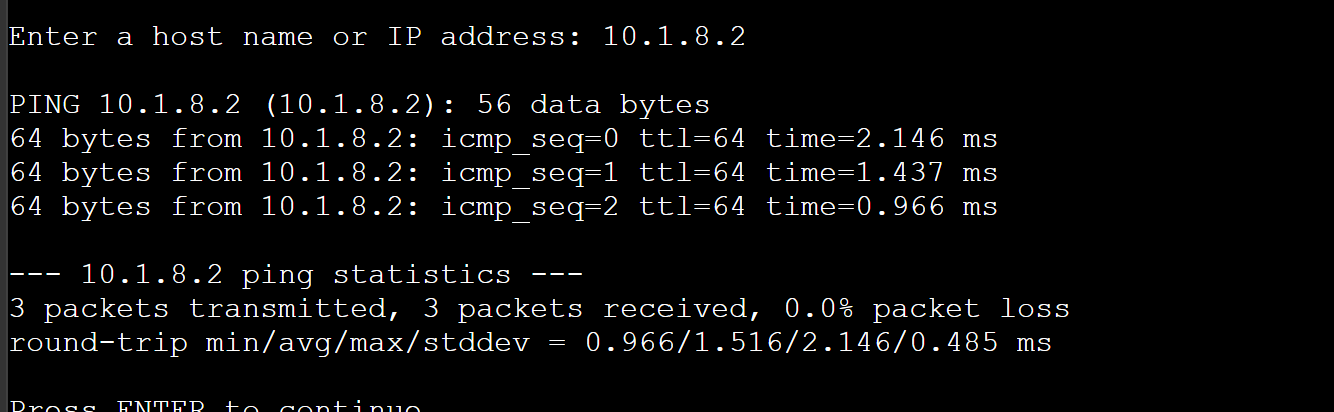 Enter a host name or IP address: 10.1.8.2
PING 10.1.8.2 (10.1.8.2): 56 data bytes
64 bytes from 10.1.8.2: icmp_seq=0 ttl=64 time=2.146 ms
64 bytes from 10.1.8.2: icmp_seq=1 ttl=64 time=1.437 ms
64 bytes from 10.1.8.2: icmp_seq=2 ttl=64 time=0.966 ms
--- 10.1.8.2 ping statistics ---
3 packets transmitted, 3 packets received, 0.0% packet loss
round-trip min/avg/max/stddev = 0.966/1.516/2.146/0.485 ms
Press ENTER to continue